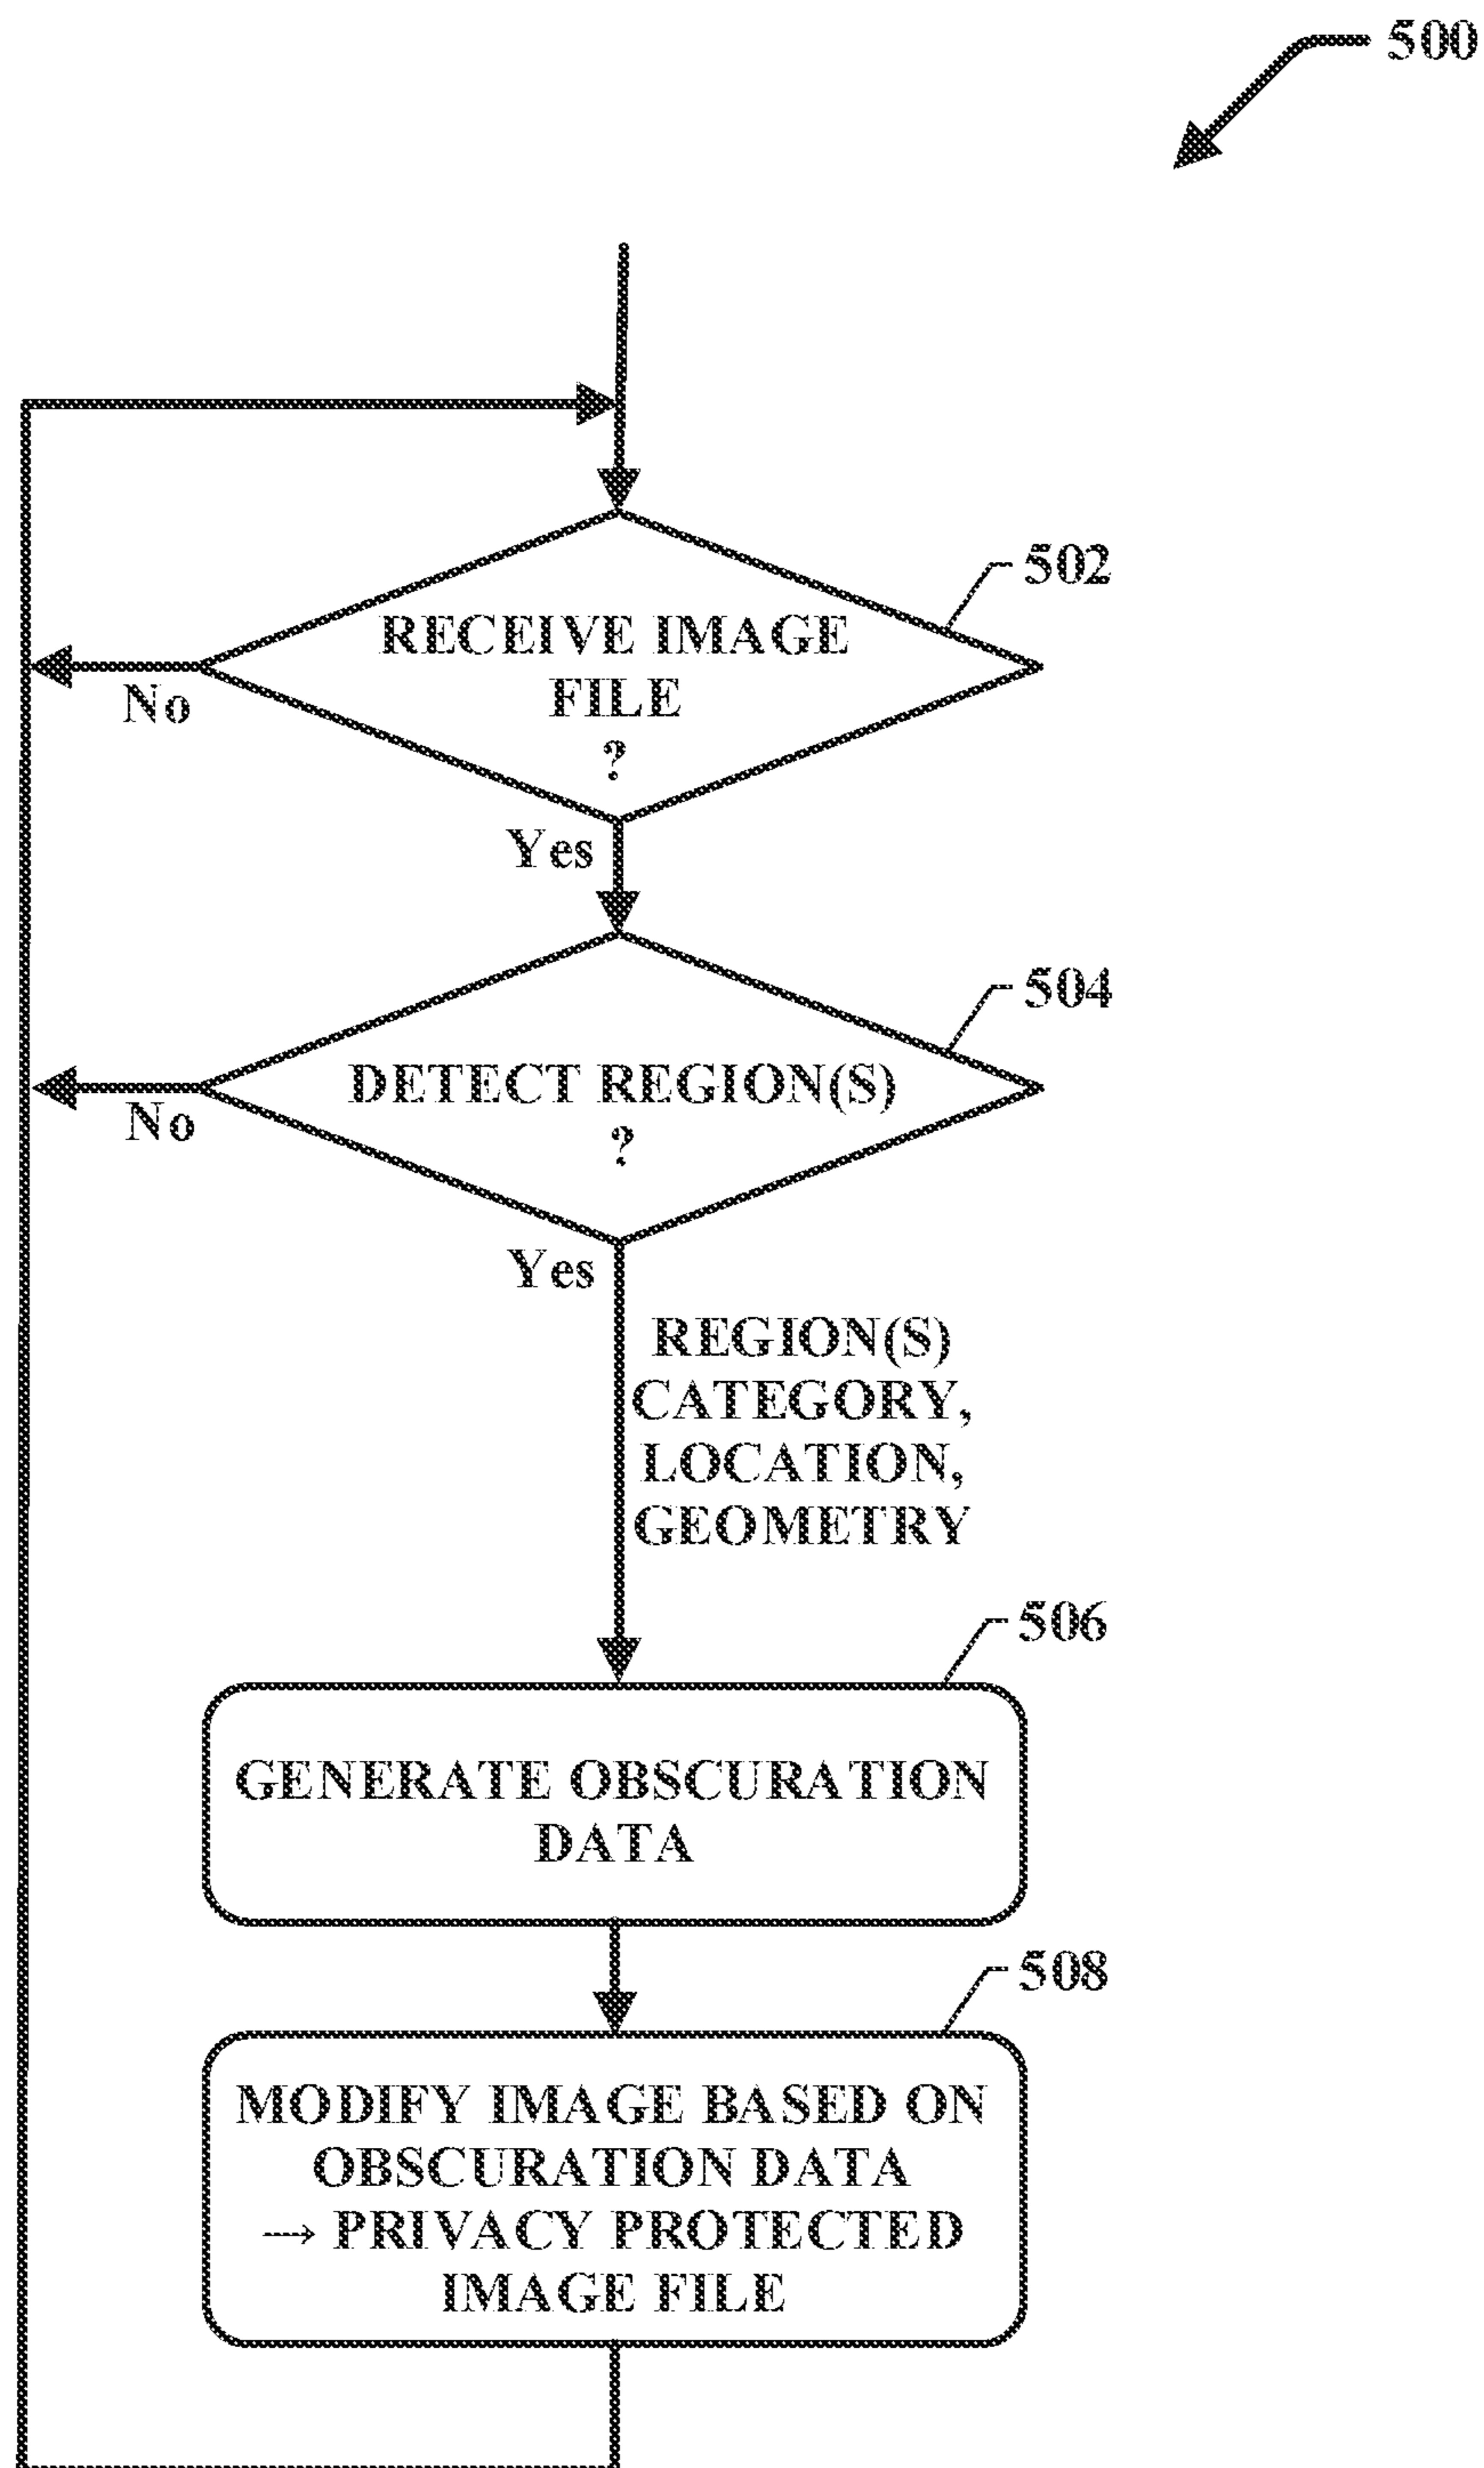 500
502
RECEIVE IMAGE
FILE
?
No
Yes
504
DETECT REGION(S)
?
No
Yes
REGION(S)
CATEGORY,
LOCATION,
GEOMETRY
506
GENERATE OBSCURATION
DATA
508
MODIFY IMAGE BASED ON
OBSCURATION DATA
→ PRIVACY PROTECTED
IMAGE FILE